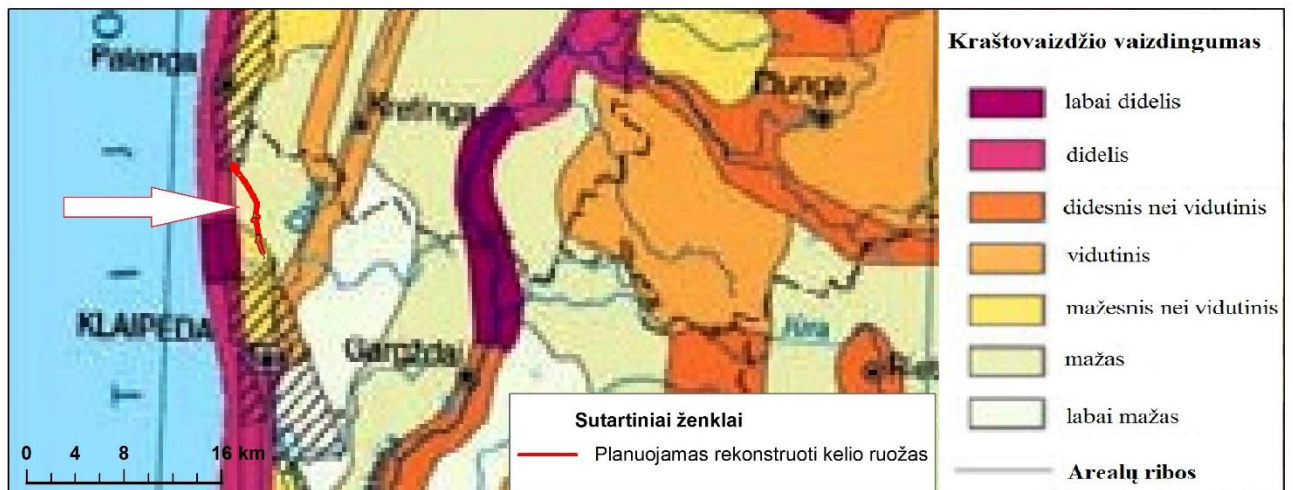 Palanga
Kretinga
Plungė
KLAIPĖDA
Gargždai
Jūra
0 4 8 16 km
Sutartiniai ženklai
Planuojamas rekonstruoti kelio ruožas
Kraštovaizdžio vaizdingumas
labai didelis
didelis
didesnis nei vidutinis
vidutinis
mažesnis nei vidutinis
mažas
labai mažas
Arealų ribos